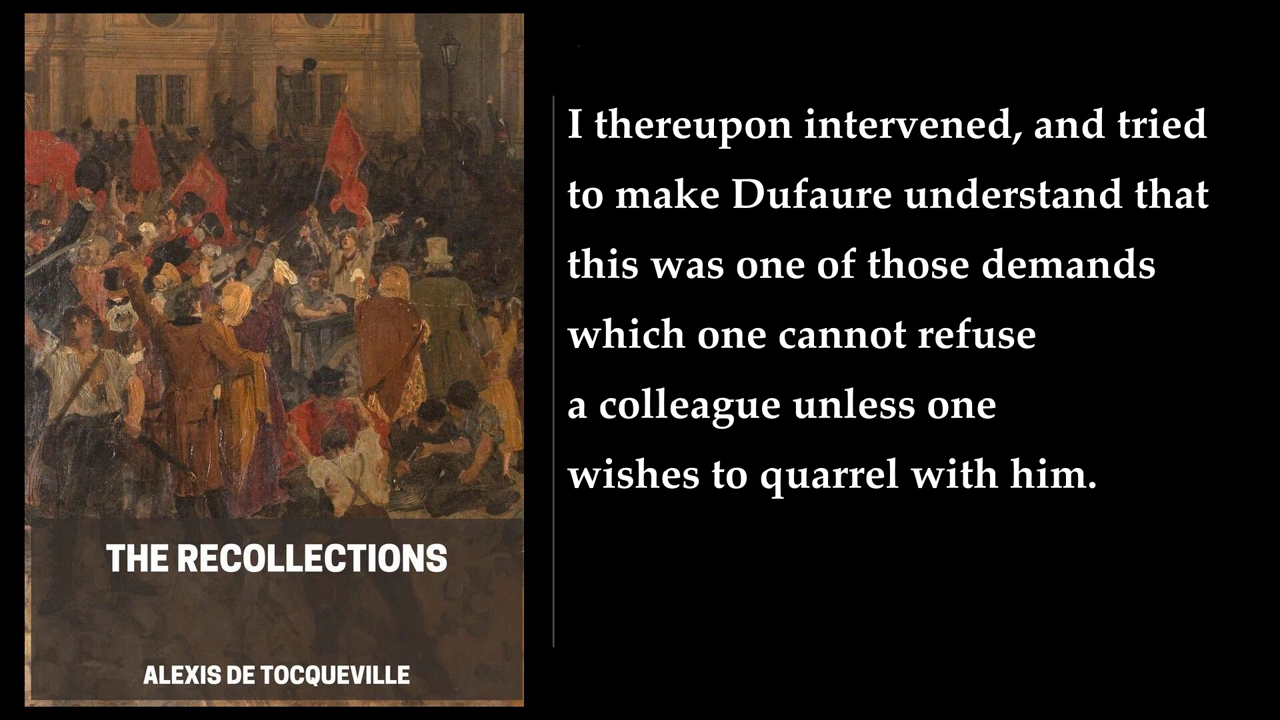 THE RECOLLECTIONS
ALEXIS DE TOCQUEVILLE
I thereupon intervened, and tried
to make Dufaure understand that
this was one of those demands
which one cannot refuse
a colleague unless one
wishes to quarrel with him.